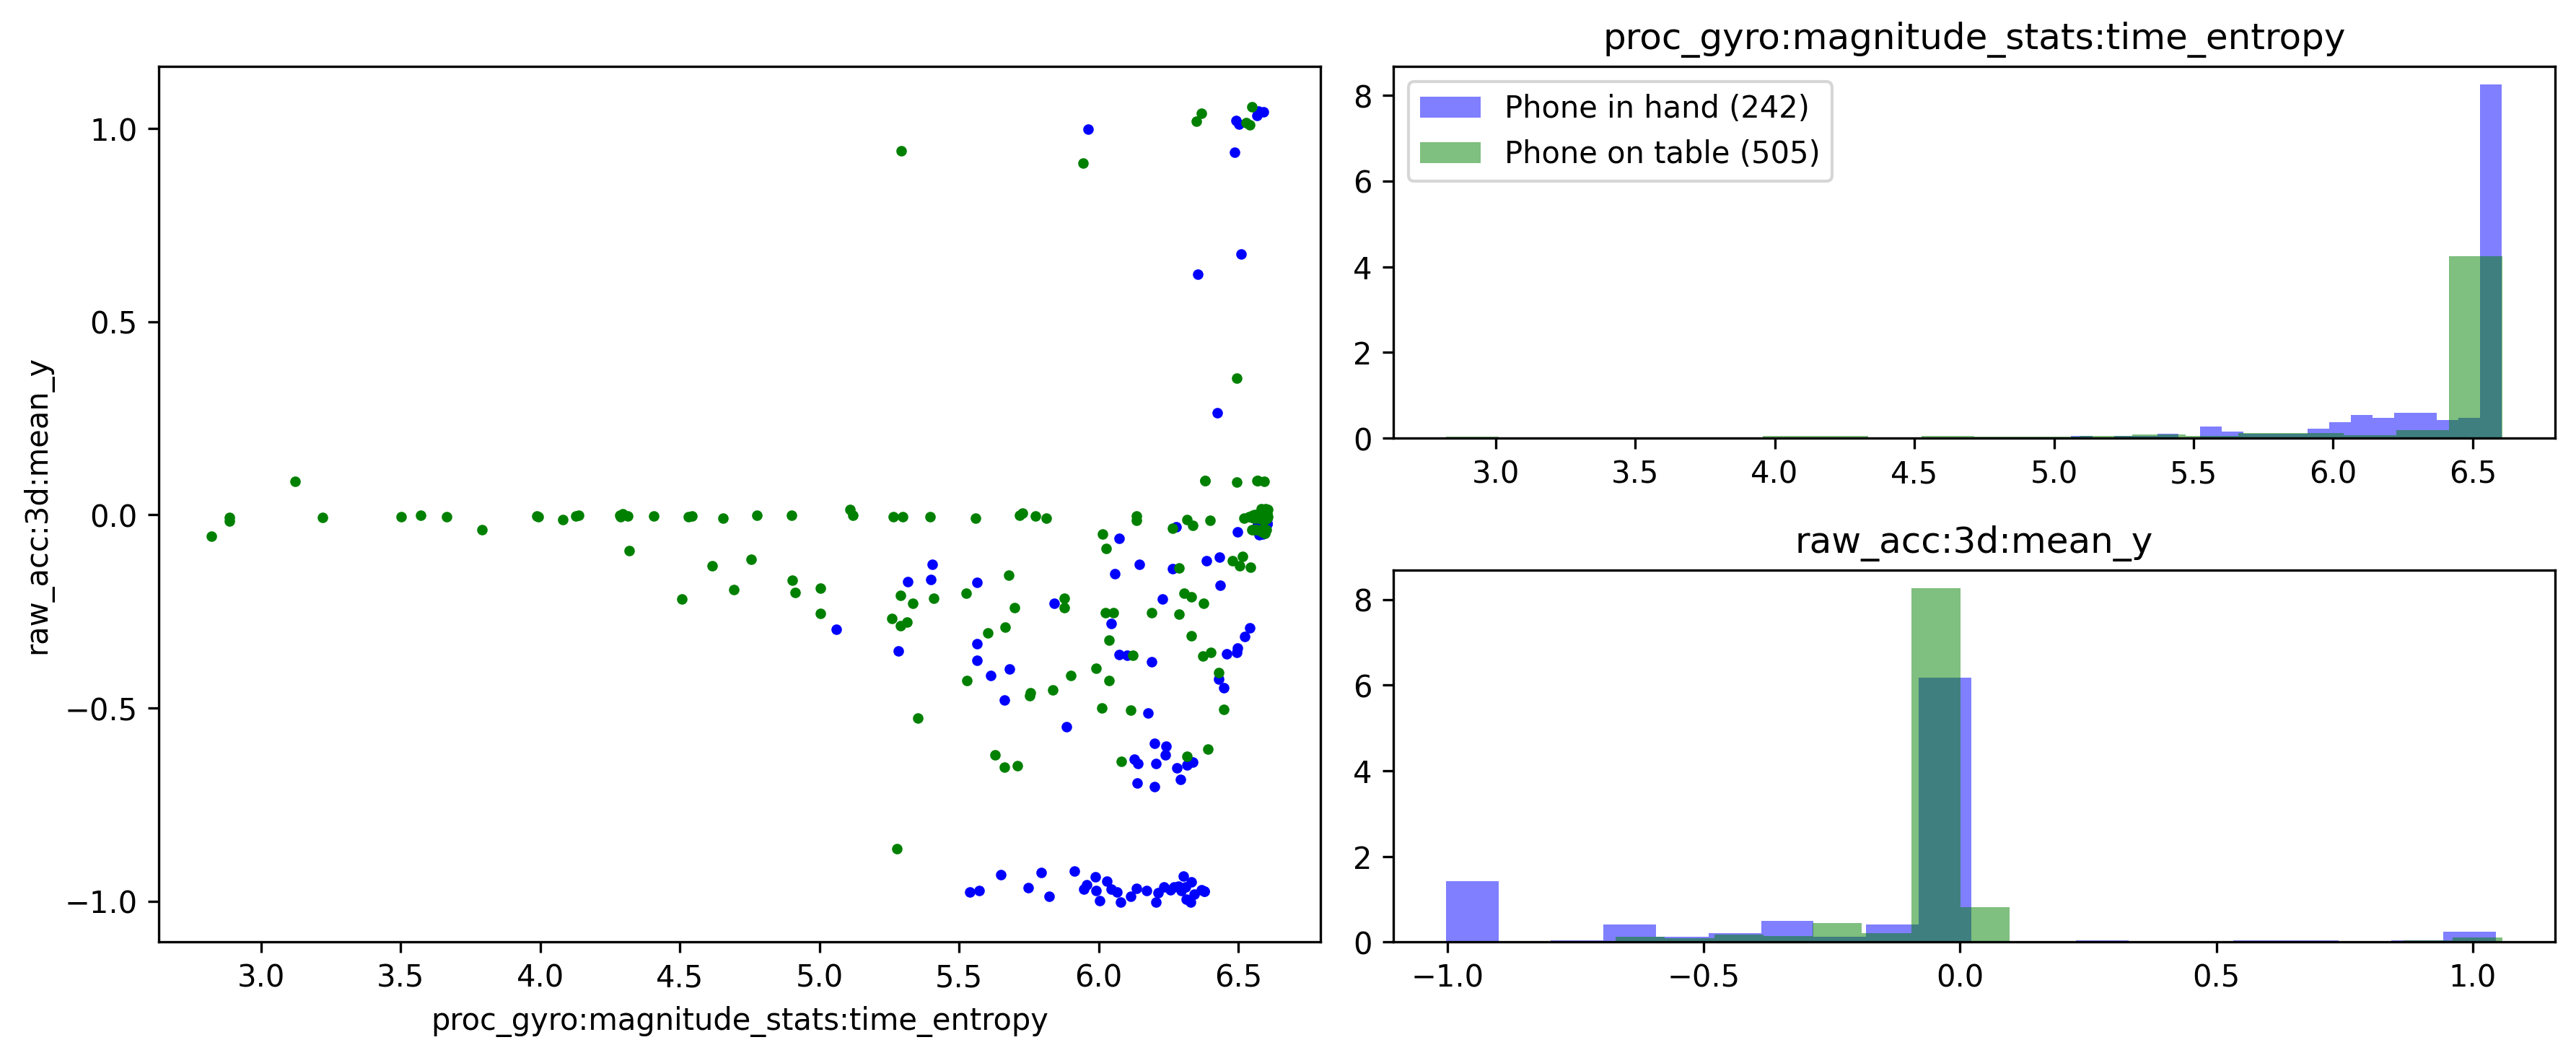 1.0
0.5
0.0
−0.5
−1.0
raw_acc:3d:mean_y
3.0 3.5 4.0 4.5 5.0 5.5 6.0 6.5
proc_gyro:magnitude_stats:time_entropy
proc_gyro:magnitude_stats:time_entropy
Phone in hand (242)
Phone on table (505)
8
6
4
2
0
3.0 3.5 4.0 4.5 5.0 5.5 6.0 6.5
raw_acc:3d:mean_y
8
6
4
2
0
−1.0 −0.5 0.0 0.5 1.0